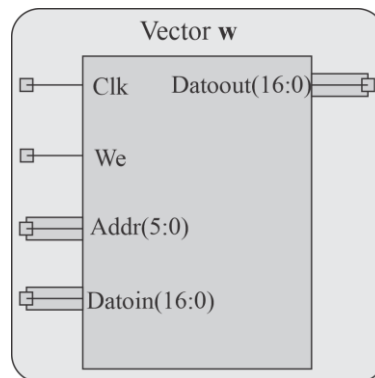 Vector w
Clk
Datoout(16:0)
We
Addr(5:0)
Datoin(16:0)